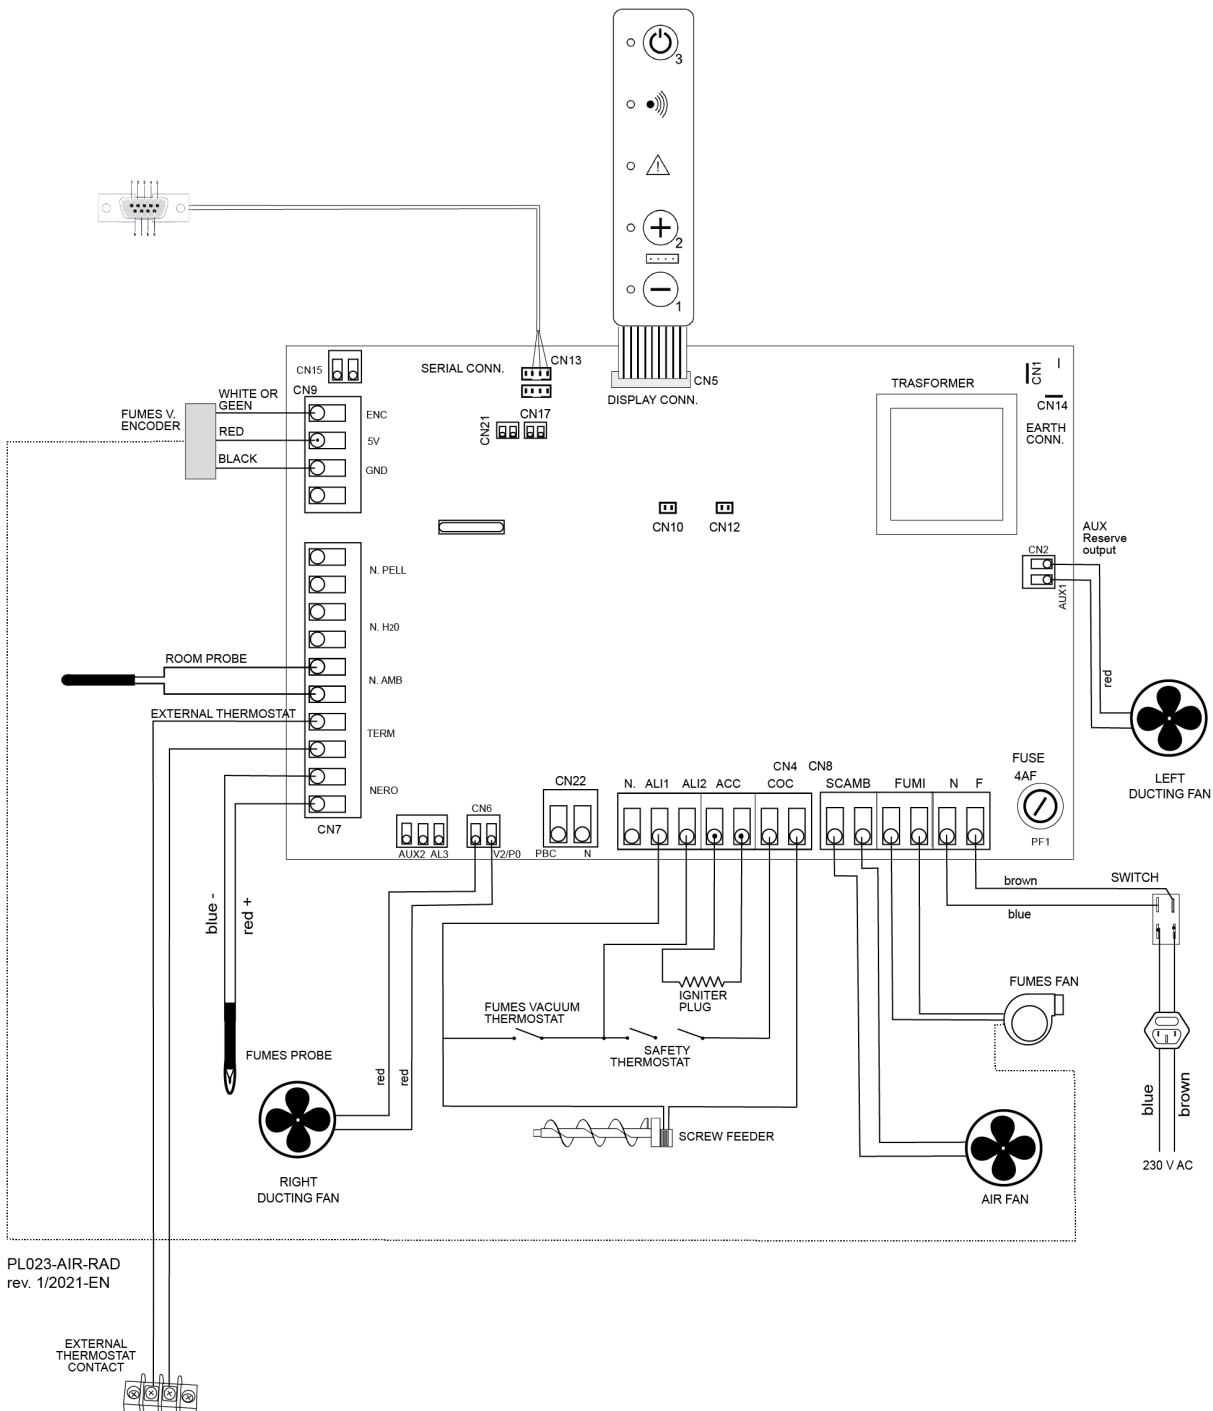 3
2
1
SERIAL CONN.
CN13
CN5
DISPLAY CONN.
CN15
CN9
CN17
CN21
TRASFORMER
CN1
CN14
EARTH
CONN.
FUMES V.
ENCODER
WHITE OR
GEEN
RED
BLACK
ENC
5V
GND
CN10
CN12
AUX
Reserve
output
CN2
AUX1
red
LEFT
DUCTING FAN
N. PELL
N. H20
N. AMB
TERM
NERO
CN7
ROOM PROBE
EXTERNAL THERMOSTAT
FUSE
4AF
PF1
CN4 CN8
N. ALI1 ALI2 ACC COC
SCAMB FUMI N F
CN22
PBC N
CN6
AUX2 AL3
V2/P0
blue -
red +
brown
blue
SWITCH
FUMES FAN
IGNITER
PLUG
FUMES VACUUM
THERMOSTAT
SAFETY
THERMOSTAT
FUMES PROBE
red
red
SCREW FEEDER
blue
brown
230 V AC
RIGHT
DUCTING FAN
AIR FAN
PL023-AIR-RAD
rev. 1/2021-EN
EXTERNAL
THERMOSTAT
CONTACT